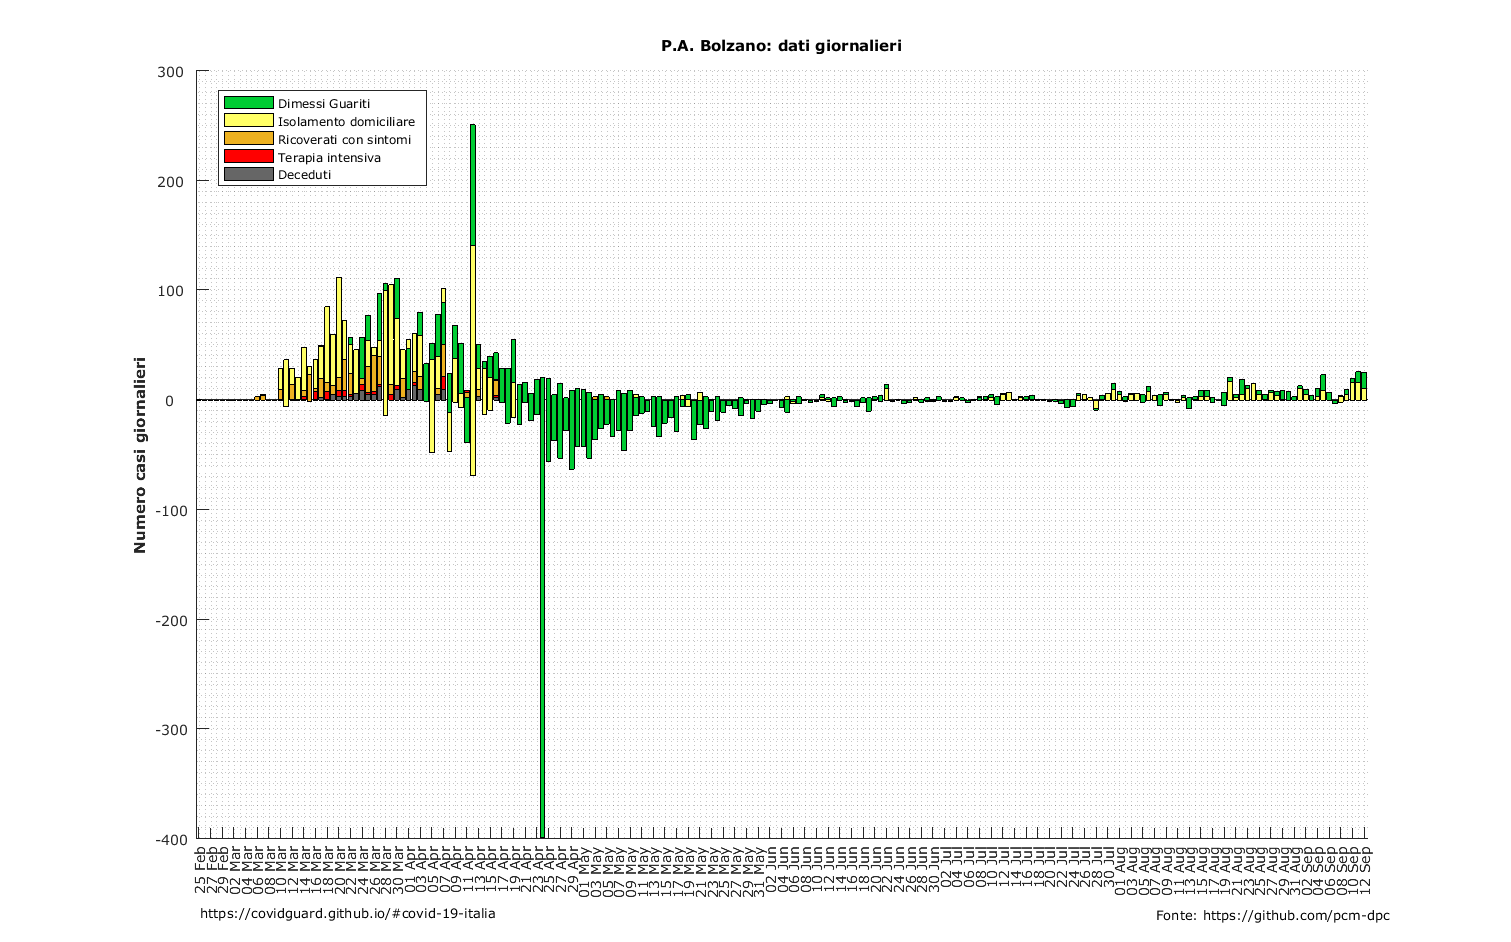 P.A. Bolzano: dati giornalieri
Dimessi Guariti
Isolamento domiciliare
Ricoverati con sintomi
Terapia intensiva
Deceduti
Numero casi giornalieri
300
200
100
0
-100
-200
-300
-400
25 Feb
27 Feb
29 Feb
02 Mar
04 Mar
06 Mar
08 Mar
10 Mar
12 Mar
14 Mar
16 Mar
18 Mar
20 Mar
22 Mar
24 Mar
26 Mar
28 Mar
30 Mar
01 Apr
03 Apr
05 Apr
07 Apr
09 Apr
11 Apr
13 Apr
15 Apr
17 Apr
19 Apr
21 Apr
23 Apr
25 Apr
27 Apr
29 Apr
01 May
03 May
05 May
07 May
09 May
11 May
13 May
15 May
17 May
19 May
21 May
23 May
25 May
27 May
29 May
31 May
02 Jun
04 Jun
06 Jun
08 Jun
10 Jun
12 Jun
14 Jun
16 Jun
18 Jun
20 Jun
22 Jun
24 Jun
26 Jun
28 Jun
30 Jun
02 Jul
04 Jul
06 Jul
08 Jul
10 Jul
12 Jul
14 Jul
16 Jul
18 Jul
20 Jul
22 Jul
24 Jul
26 Jul
28 Jul
30 Jul
01 Aug
03 Aug
05 Aug
07 Aug
09 Aug
11 Aug
13 Aug
15 Aug
17 Aug
19 Aug
21 Aug
23 Aug
25 Aug
27 Aug
29 Aug
31 Aug
02 Sep
04 Sep
06 Sep
08 Sep
10 Sep
12 Sep
https://covidguard.github.io/#covid-19-italia
Fonte: https://github.com/pcm-dpc